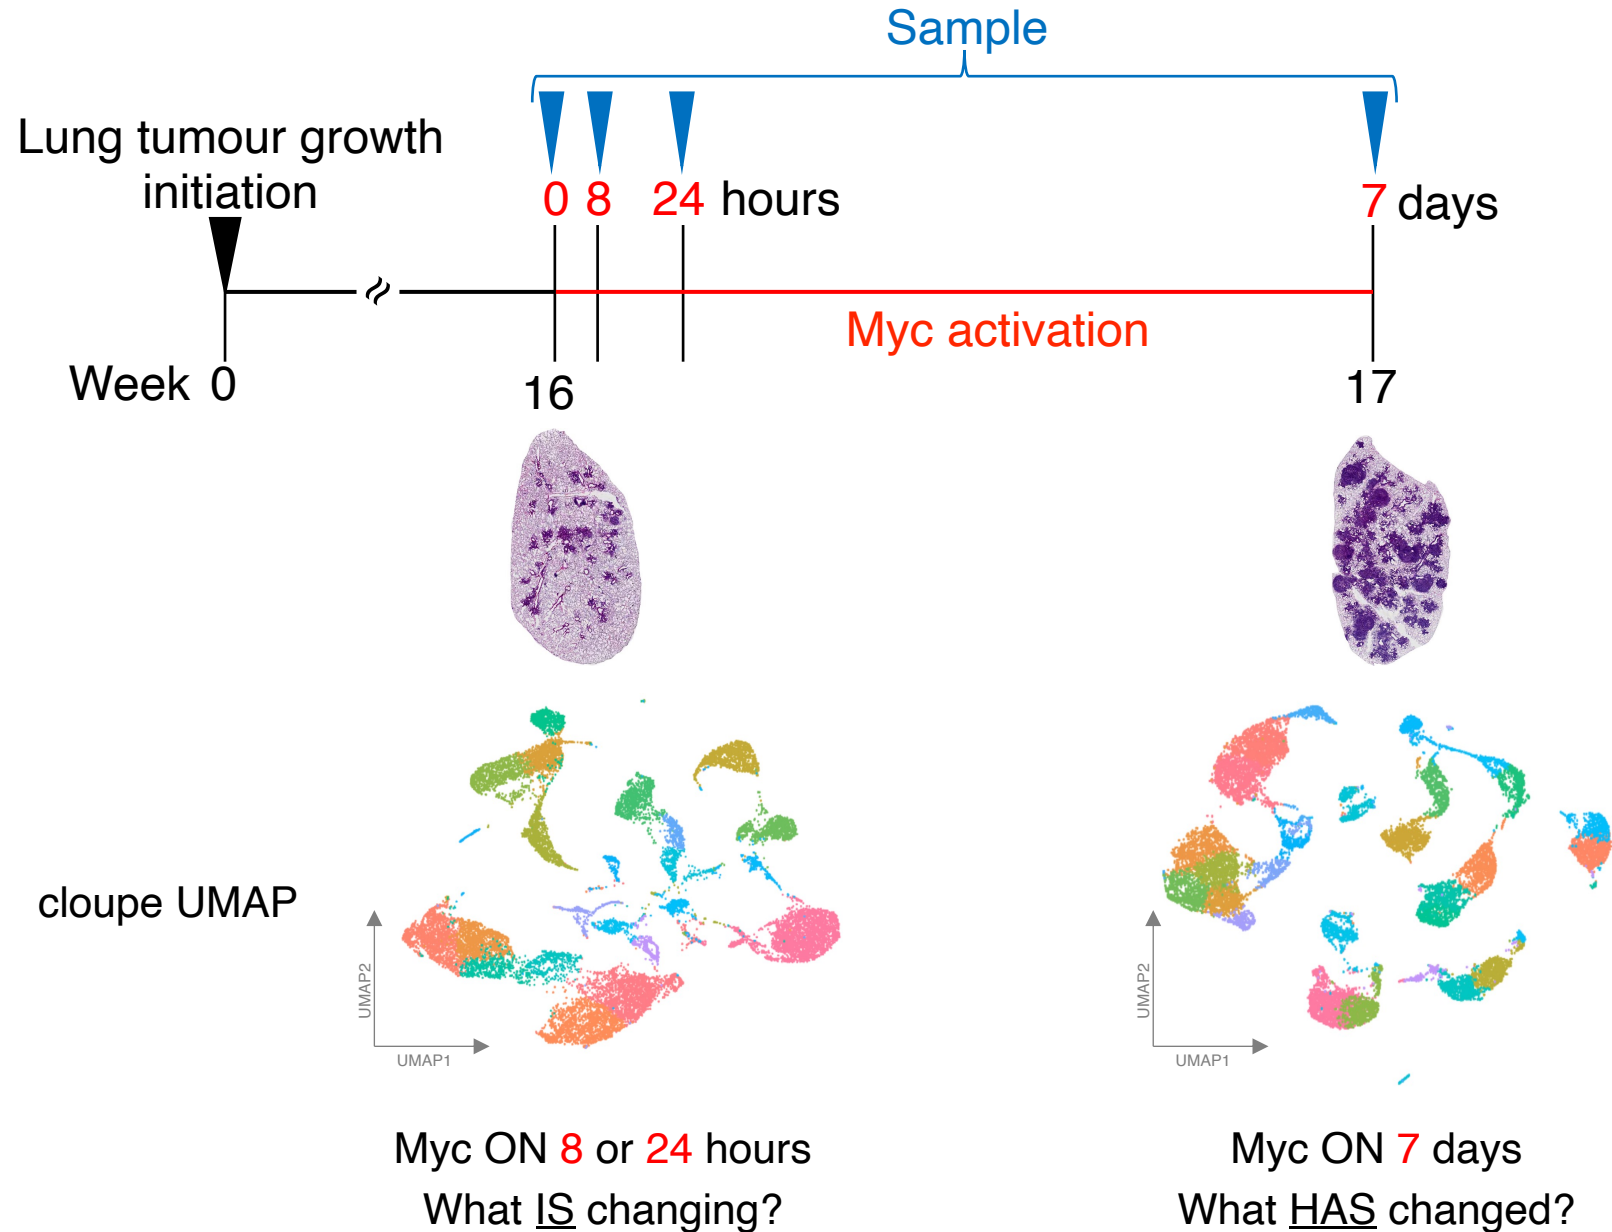 Sample
Lung tumour growth
initiation
0 8 24 hours
7 days
Myc activation
Week 0
16
17
cloupe UMAP
UMAP2
UMAP1
UMAP2
UMAP1
Myc ON 8 or 24 hours
What IS changing?
Myc ON 7 days
What HAS changed?